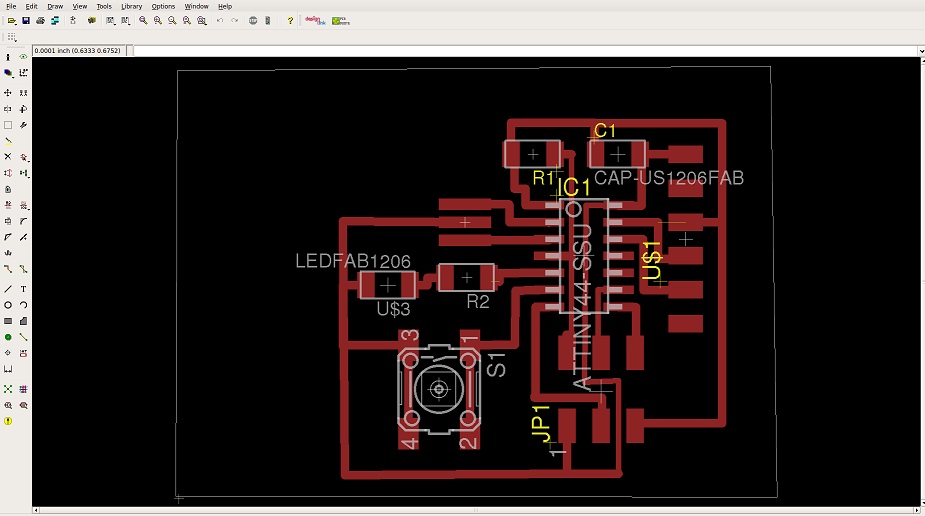 File Edit Draw View Tools Library Options Window Help
0.0001 inch (0.6333 0.6752)
C1
R1
CAP-US1206FAB
IC1
U$1
LEDFAB1206
R2
U$3
ATTINY44-SSU
3
1
S1
4
2
JP1
1